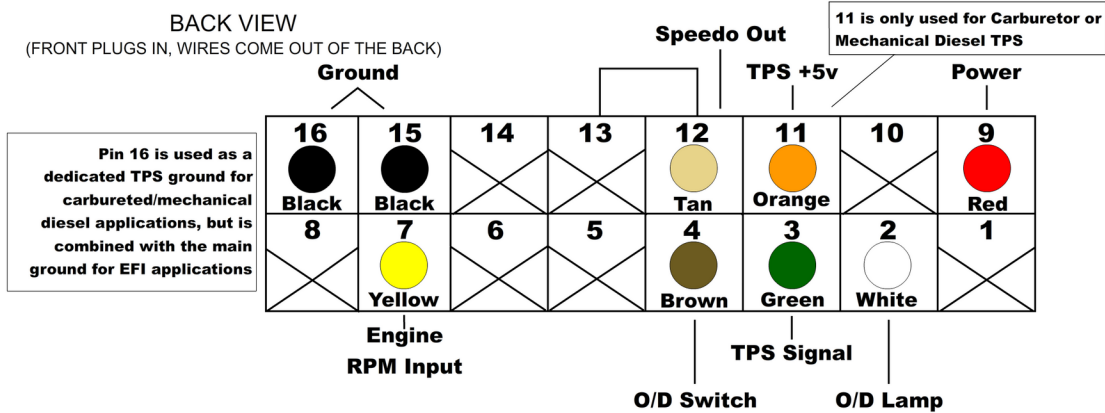 BACK VIEW
(FRONT PLUGS IN, WIRES COME OUT OF THE BACK)
11 is only used for Carburetor or
Mechanical Diesel TPS
Speedo Out
Ground
TPS +5v
Power
Pin 16 is used as a
dedicated TPS ground for
carbureted/mechanical
diesel applications, but is
combined with the main
ground for EFI applications
16 15 14 13 12 11 10 9
Black Black Tan Orange Red
8 7 6 5 4 3 2 1
Yellow Brown Green White
Engine
RPM Input
TPS Signal
O/D Switch
O/D Lamp